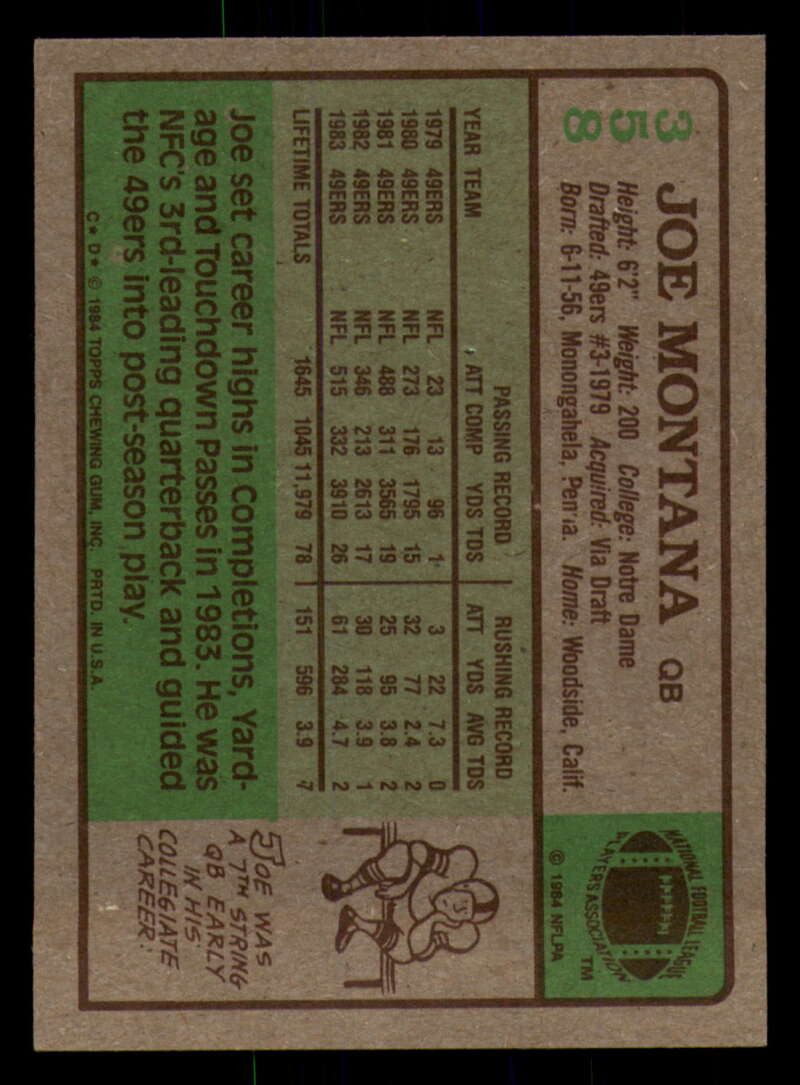 358
JOE MONTANA QB
Height: 6'2" Weight: 200 College: Notre Dame
Drafted: 49ers #3-1979 Acquired: Via Draft
Born: 6-11-56, Monongahela, Penna. Home: Woodside, Calif.
NATIONAL FOOTBALL LEAGUE
PLAYERS ASSOCIATION
TM
© 1984 NFLPA
PASSING RECORD RUSHING RECORD
YEAR TEAM ATT COMP YDS TDS ATT YDS AVG TDS
1979 49ERS NFL 23 13 96 1 3 22 7.3 0
1980 49ERS NFL 273 176 1795 15 32 77 2.4 2
1981 49ERS NFL 488 311 3565 19 25 95 3.8 2
1982 49ERS NFL 346 213 2613 17 30 118 3.9 1
1983 49ERS NFL 515 332 3910 26 61 284 4.7 2
LIFETIME TOTALS 1645 1045 11,979 78 151 596 3.9 7
Joe set career highs in Completions, Yard-
age and Touchdown Passes in 1983. He was
NFC's 3rd-leading quarterback and guided
the 49ers into post-season play.
C★ D★ © 1984 TOPPS CHEWING GUM, INC. PRTD. IN U.S.A.
JOE WAS
A 7TH STRING
QB EARLY
IN HIS
COLLEGIATE
CAREER!